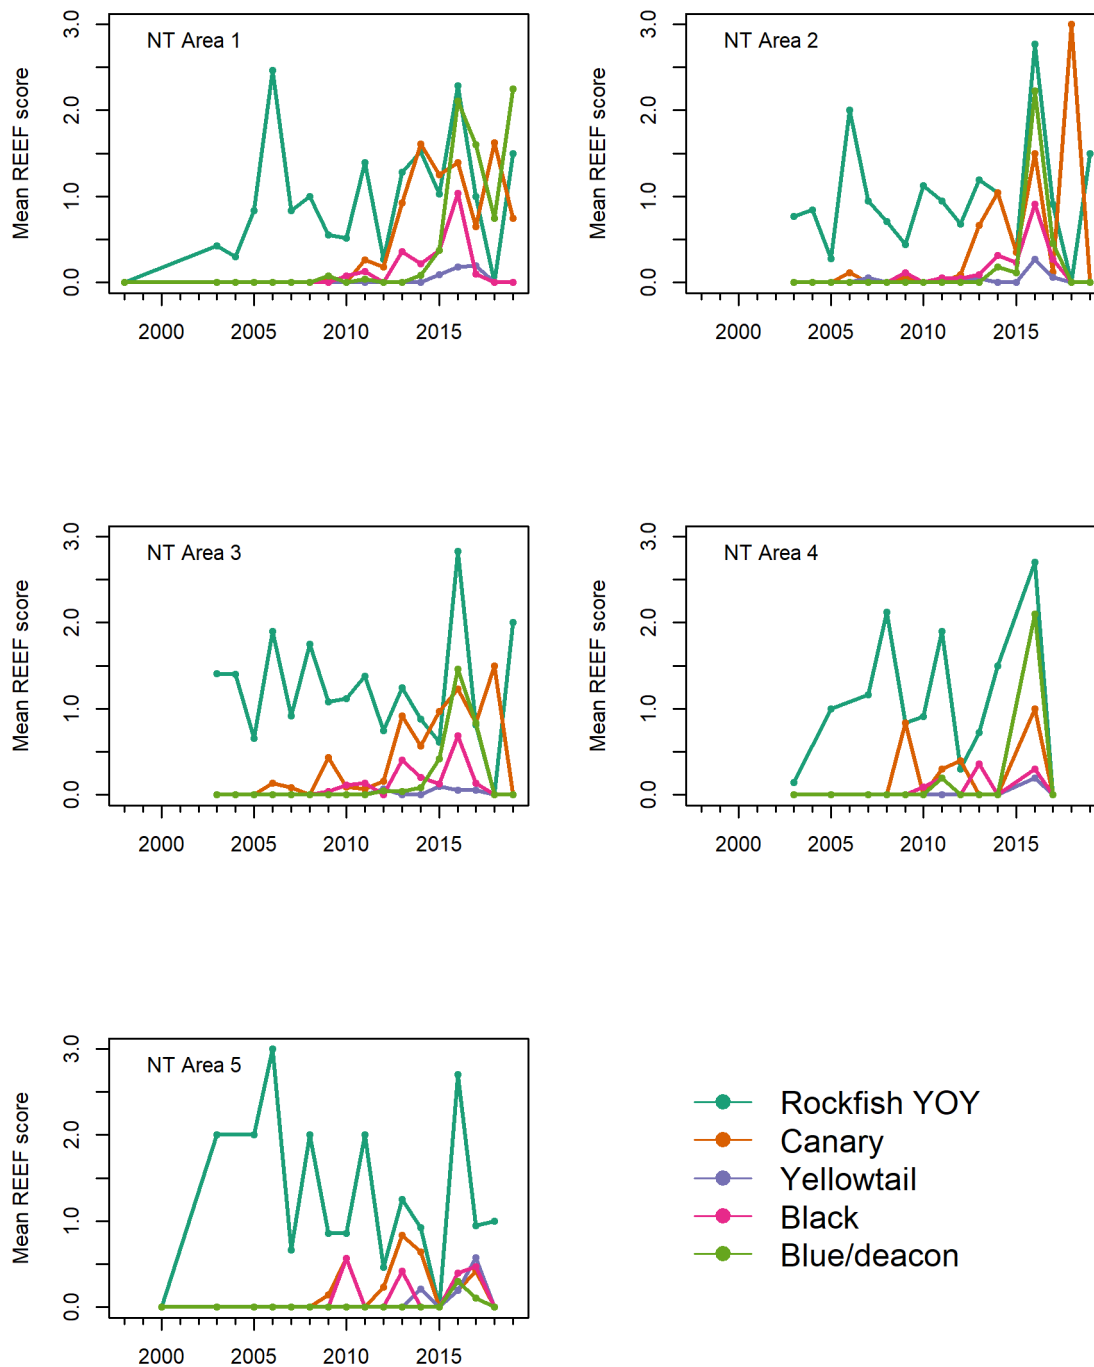 NT Area 1
Mean REEF score
0.0 1.0 2.0 3.0
2000 2005 2010 2015
NT Area 2
Mean REEF score
0.0 1.0 2.0 3.0
2000 2005 2010 2015
NT Area 3
Mean REEF score
0.0 1.0 2.0 3.0
2000 2005 2010 2015
NT Area 4
Mean REEF score
0.0 1.0 2.0 3.0
2000 2005 2010 2015
NT Area 5
Mean REEF score
0.0 1.0 2.0 3.0
2000 2005 2010 2015
Rockfish YOY
Canary
Yellowtail
Black
Blue/deacon